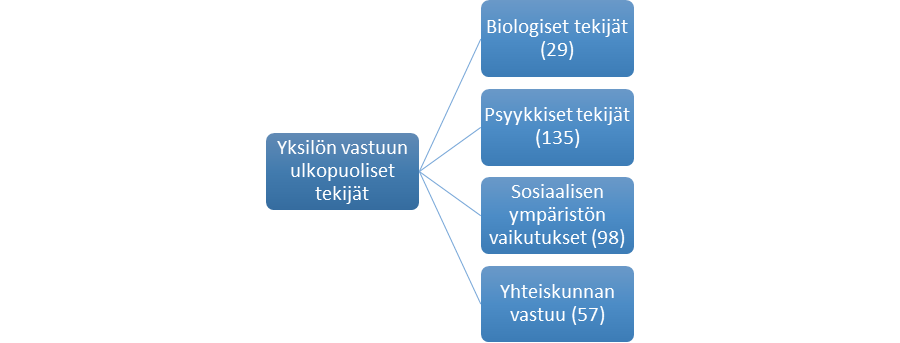 Biologiset tekijät
(29)
Psyykkiset tekijät
(135)
Yksilön vastuun
ulkopuoliset
tekijät
Sosiaalisen
ympäristön
vaikutukset (98)
Yhteiskunnan
vastuu (57)